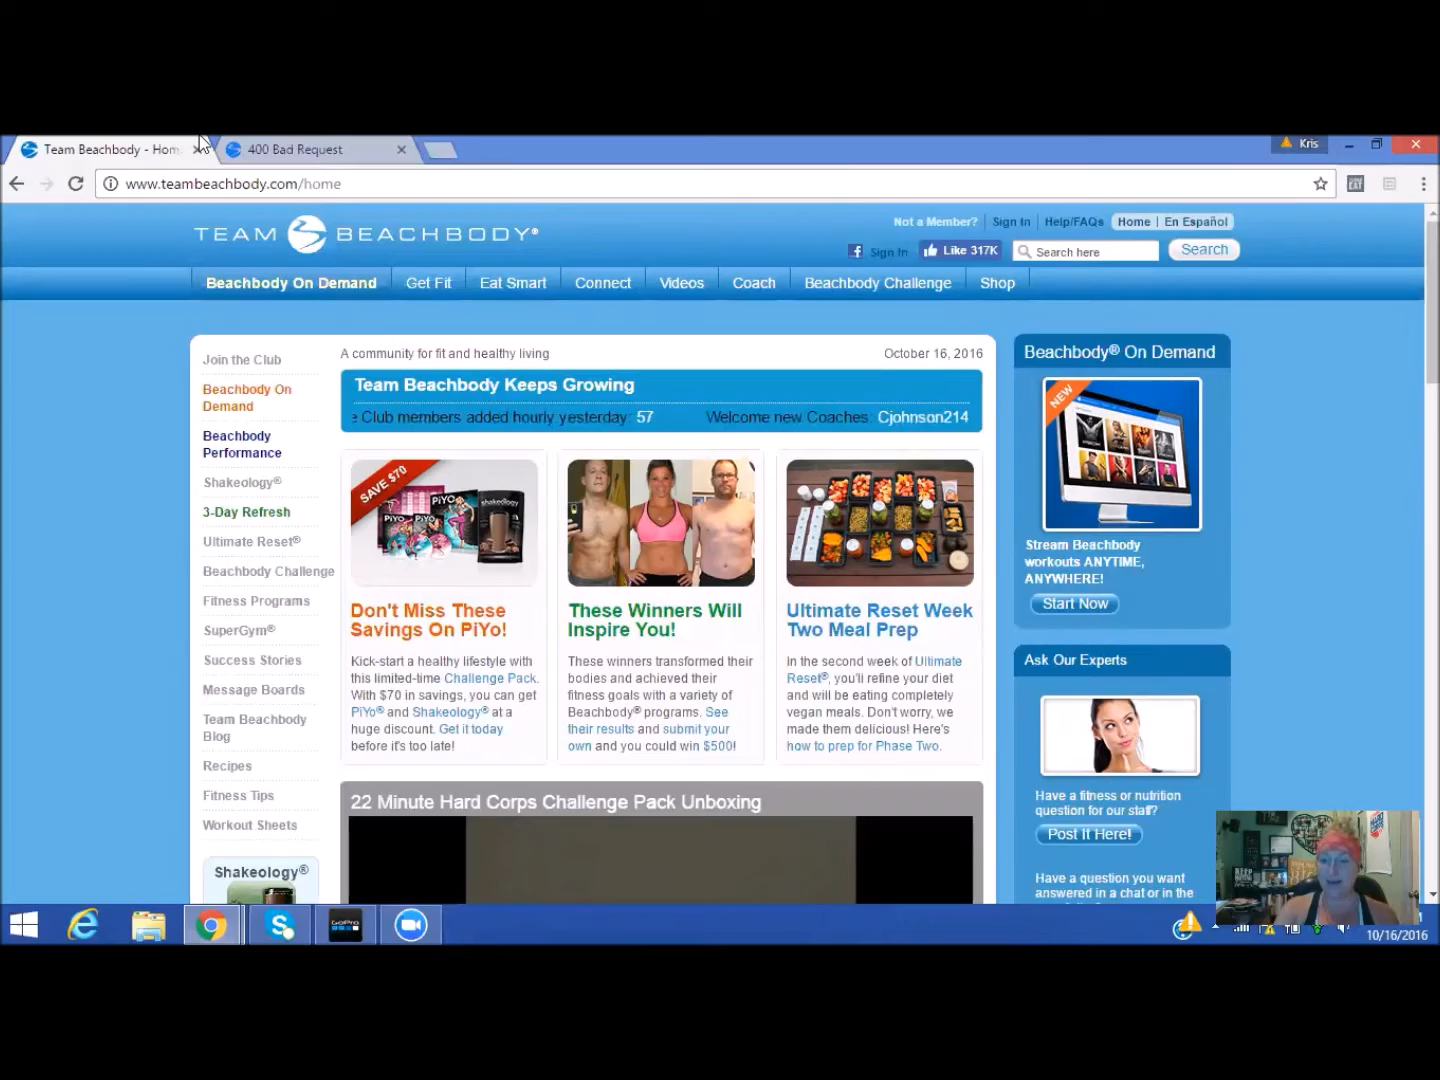 Team Beachbody - Hom
400 Bad Request
Kris
www.teambeachbody.com/home
TEAM BEACHBODY®
Not a Member?
Sign In
Help/FAQs
Home | En Español
Sign In
Like 317K
Search here
Search
Beachbody On Demand
Get Fit
Eat Smart
Connect
Videos
Coach
Beachbody Challenge
Shop
Join the Club
Beachbody On
Demand
Beachbody
Performance
Shakeology®
3-Day Refresh
Ultimate Reset®
Beachbody Challenge
Fitness Programs
SuperGym®
Success Stories
Message Boards
Team Beachbody
Blog
Recipes
Fitness Tips
Workout Sheets
Shakeology®
A community for fit and healthy living
October 16, 2016
Team Beachbody Keeps Growing
e Club members added hourly yesterday: 57
Welcome new Coaches: Cjohnson214
SAVE $70
PiYo
PiYo
shakeology
Don't Miss These
Savings On PiYo!
Kick-start a healthy lifestyle with
this limited-time Challenge Pack.
With $70 in savings, you can get
PiYo® and Shakeology® at a
huge discount. Get it today
before it's too late!
These Winners Will
Inspire You!
These winners transformed their
bodies and achieved their
fitness goals with a variety of
Beachbody® programs. See
their results and submit your
own and you could win $500!
Ultimate Reset Week
Two Meal Prep
In the second week of Ultimate
Reset®, you'll refine your diet
and will be eating completely
vegan meals. Don't worry, we
made them delicious! Here's
how to prep for Phase Two.
22 Minute Hard Corps Challenge Pack Unboxing
Beachbody® On Demand
NEW
Stream Beachbody
workouts ANYTIME,
ANYWHERE!
Start Now
Ask Our Experts
Have a fitness or nutrition
question for our staff?
Post It Here!
Have a question you want
answered in a chat or in the
GoPro
10/16/2016